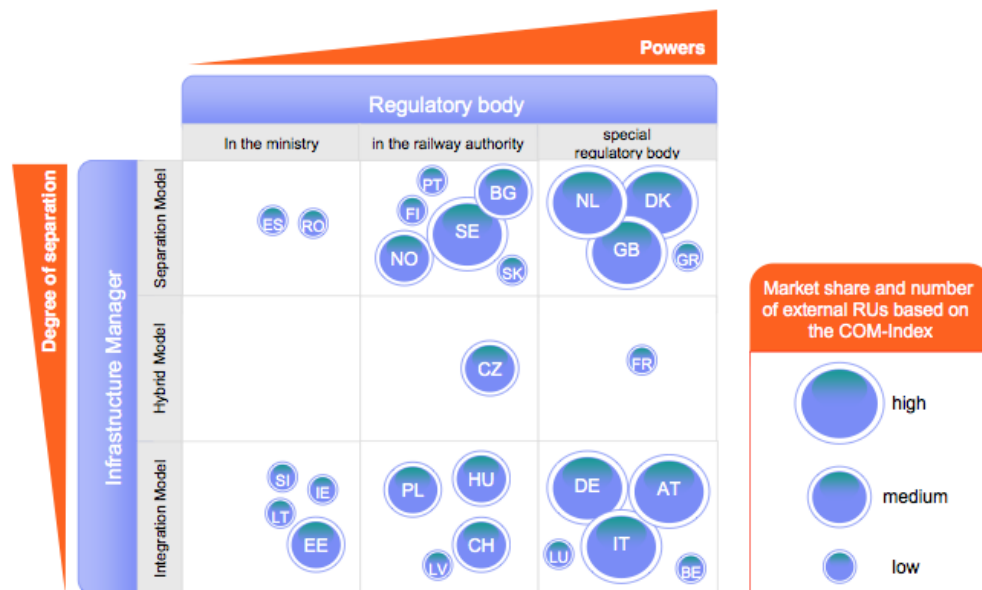 Powers
Regulatory body
In the ministry
in the railway authority
special
regulatory body
Degree of separation
Infrastructure Manager
Separation Model
ES
RO
PT
FI
BG
SE
NO
SK
NL
DK
GB
GR
Hybrid Model
CZ
FR
Integration Model
SI
IE
LT
EE
PL
HU
CH
LV
DE
AT
IT
LU
BE
Market share and number
of external RUs based on
the COM-Index
high
medium
low